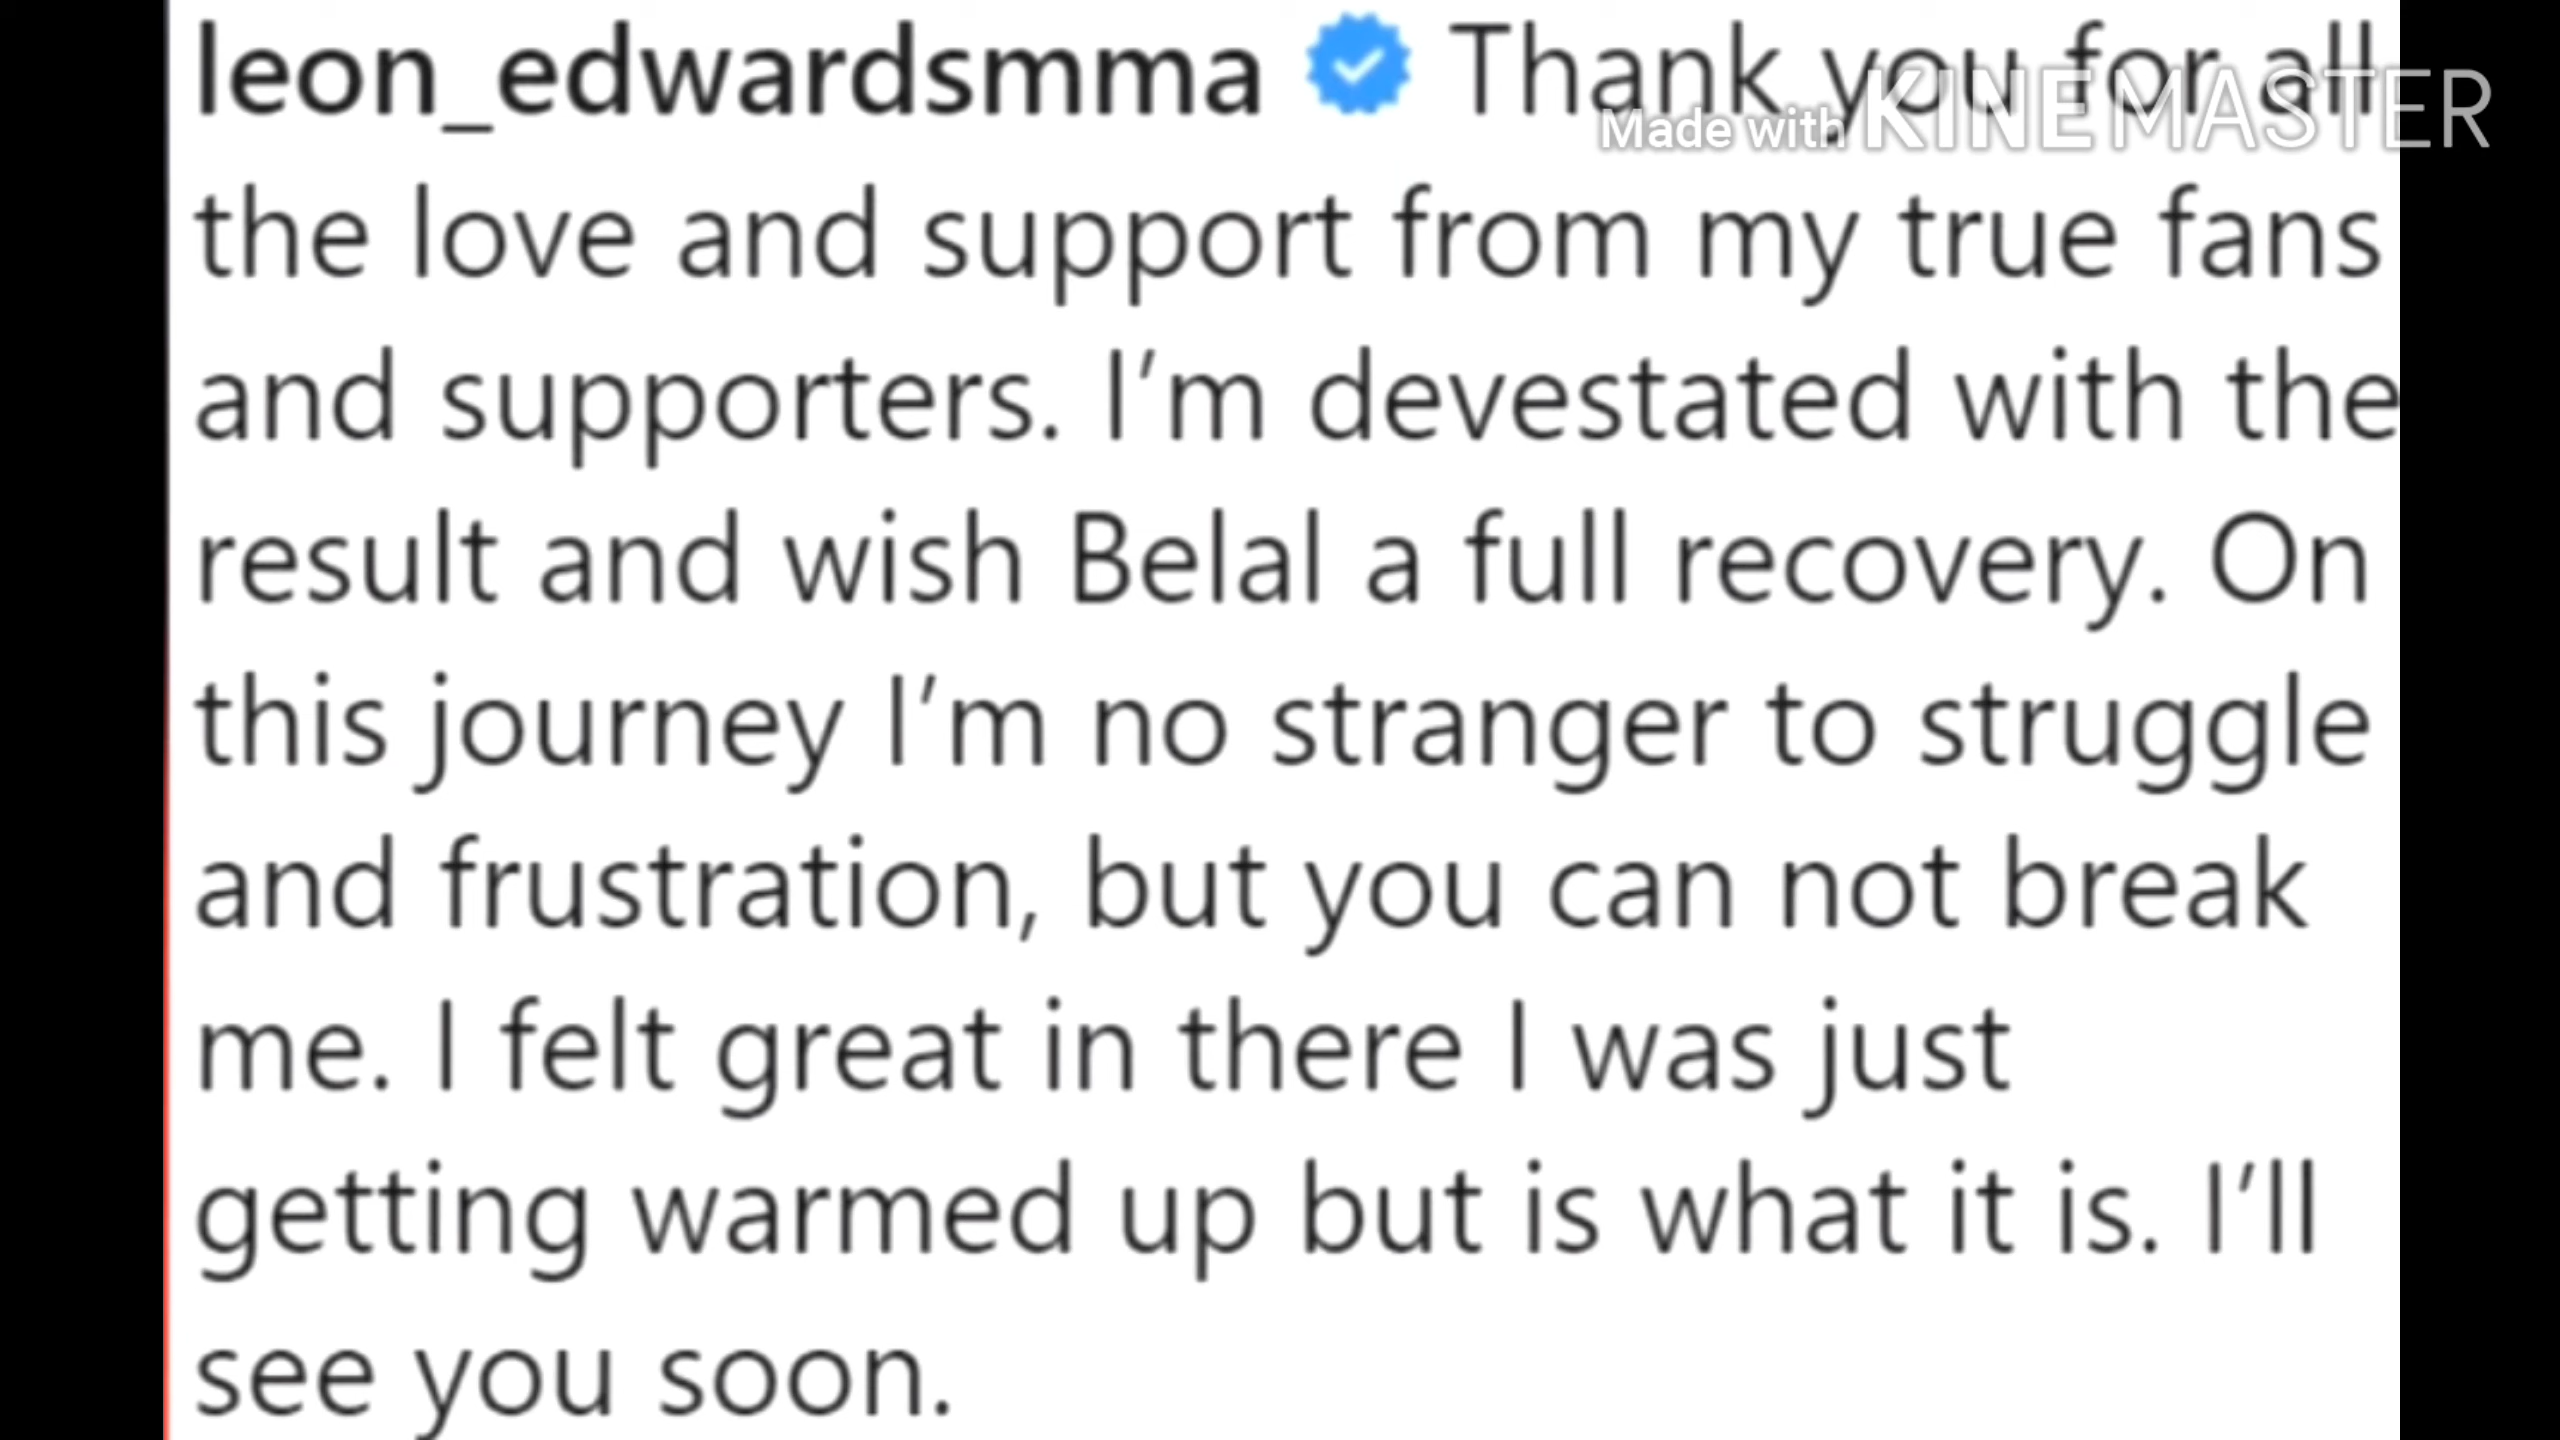 leon_edwardsmma Thank you for all
Made with KINEMASTER
the love and support from my true fans
and supporters. I'm devestated with the
result and wish Belal a full recovery. On
this journey I'm no stranger to struggle
and frustration, but you can not break
me. I felt great in there I was just
getting warmed up but is what it is. I'll
see you soon.